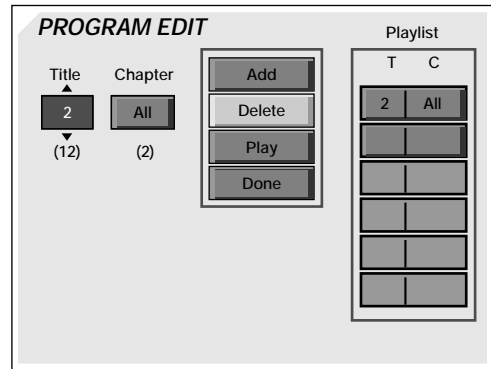 PROGRAM EDIT
Playlist
Title Chapter
2 All
(12) (2)
Add
Delete
Play
Done
T C
2 All